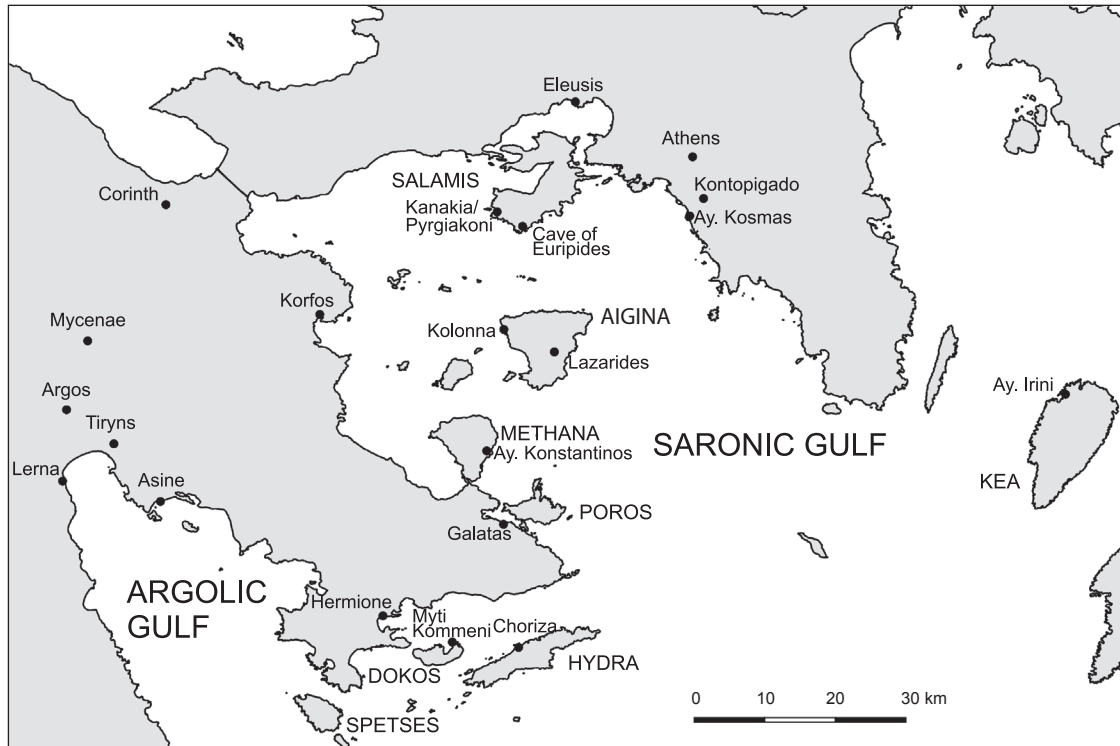 Eleusis
Athens
SALAMIS
Corinth
Kontopigado
Kanakia/
Pyrgiakoni
Ay. Kosmas
Cave of
Euripides
Korfos
AIGINA
Mycenae
Kolonna
Lazarides
Ay. Irini
Argos
Tiryns
METHANA
SARONIC GULF
Ay. Konstantinos
Lerna
Asine
KEA
POROS
Galatas
ARGOLIC
GULF
Hermione
Myti
Kommeni
Choriza
HYDRA
DOKOS
SPETSES
0 10 20 30 km